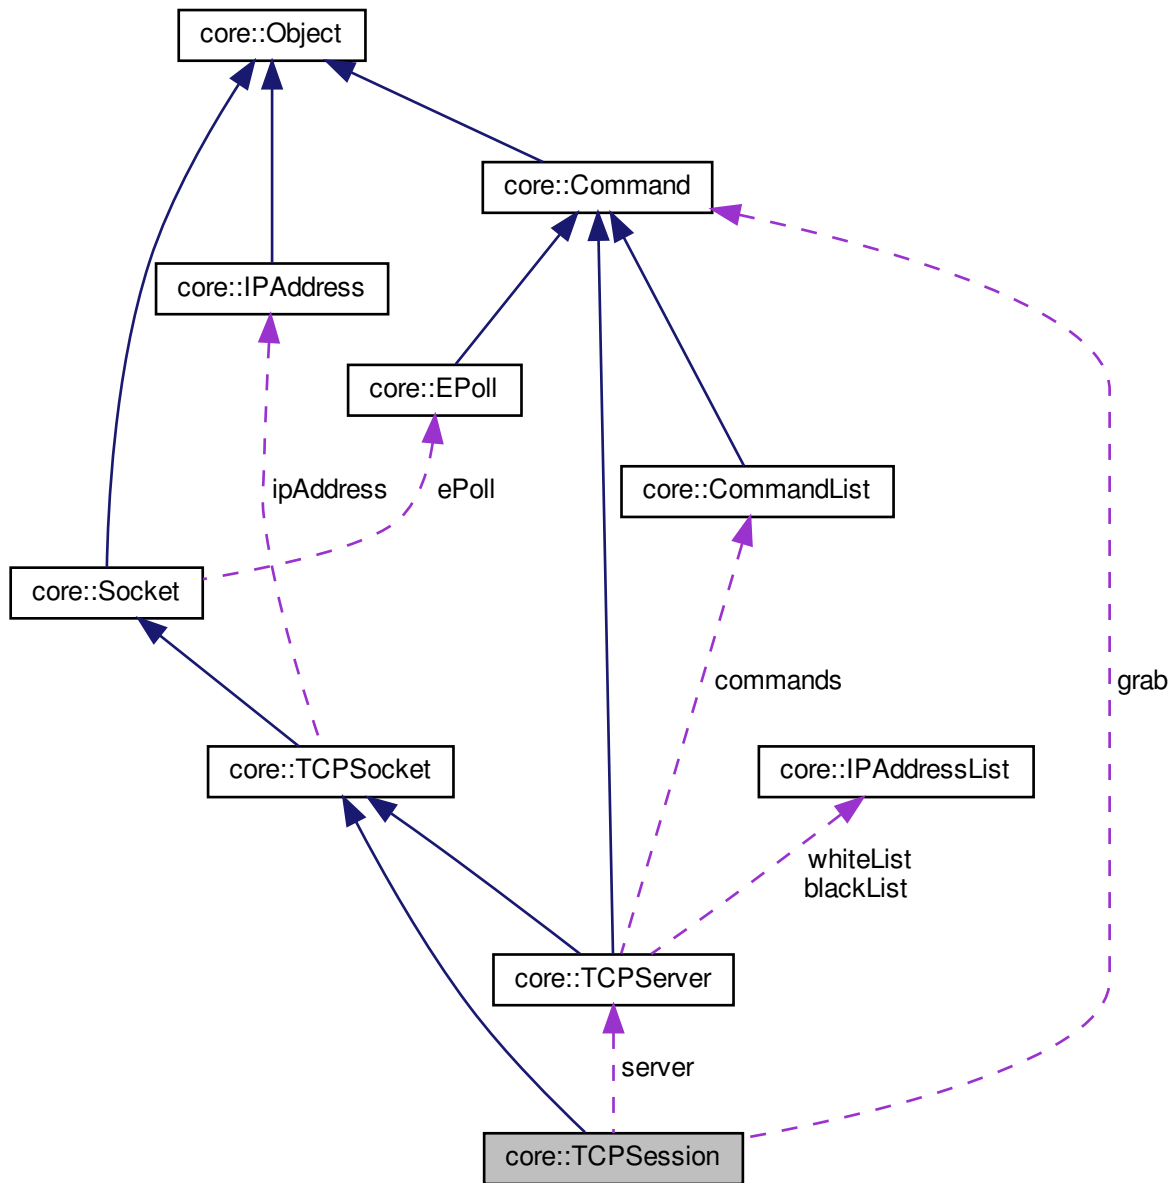 core::Object
core::Command
core::IPAddress
core::EPoll
ipAddress
ePoll
core::CommandList
core::Socket
commands
grab
core::TCPSocket
core::IPAddressList
whiteList
blackList
core::TCPServer
server
core::TCPSession